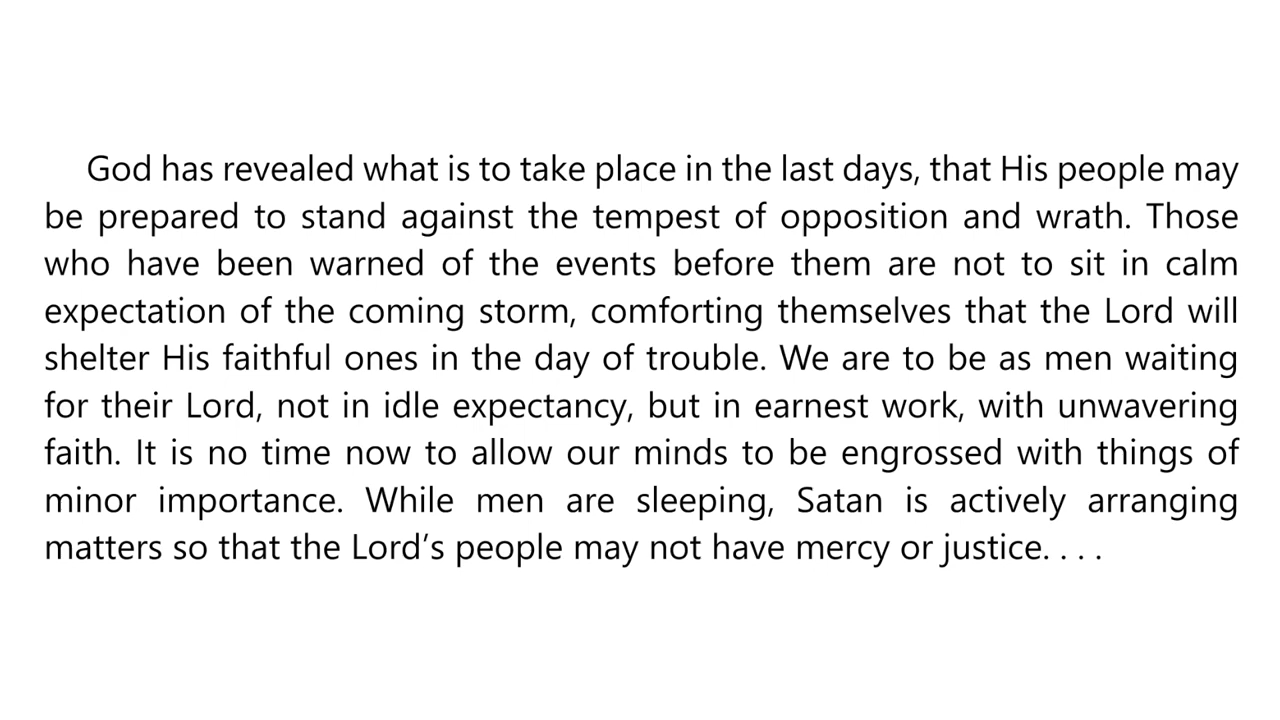 God has revealed what is to take place in the last days, that His people may
be prepared to stand against the tempest of opposition and wrath. Those
who have been warned of the events before them are not to sit in calm
expectation of the coming storm, comforting themselves that the Lord will
shelter His faithful ones in the day of trouble. We are to be as men waiting
for their Lord, not in idle expectancy, but in earnest work, with unwavering
faith. It is no time now to allow our minds to be engrossed with things of
minor importance. While men are sleeping, Satan is actively arranging
matters so that the Lord’s people may not have mercy or justice. . . .